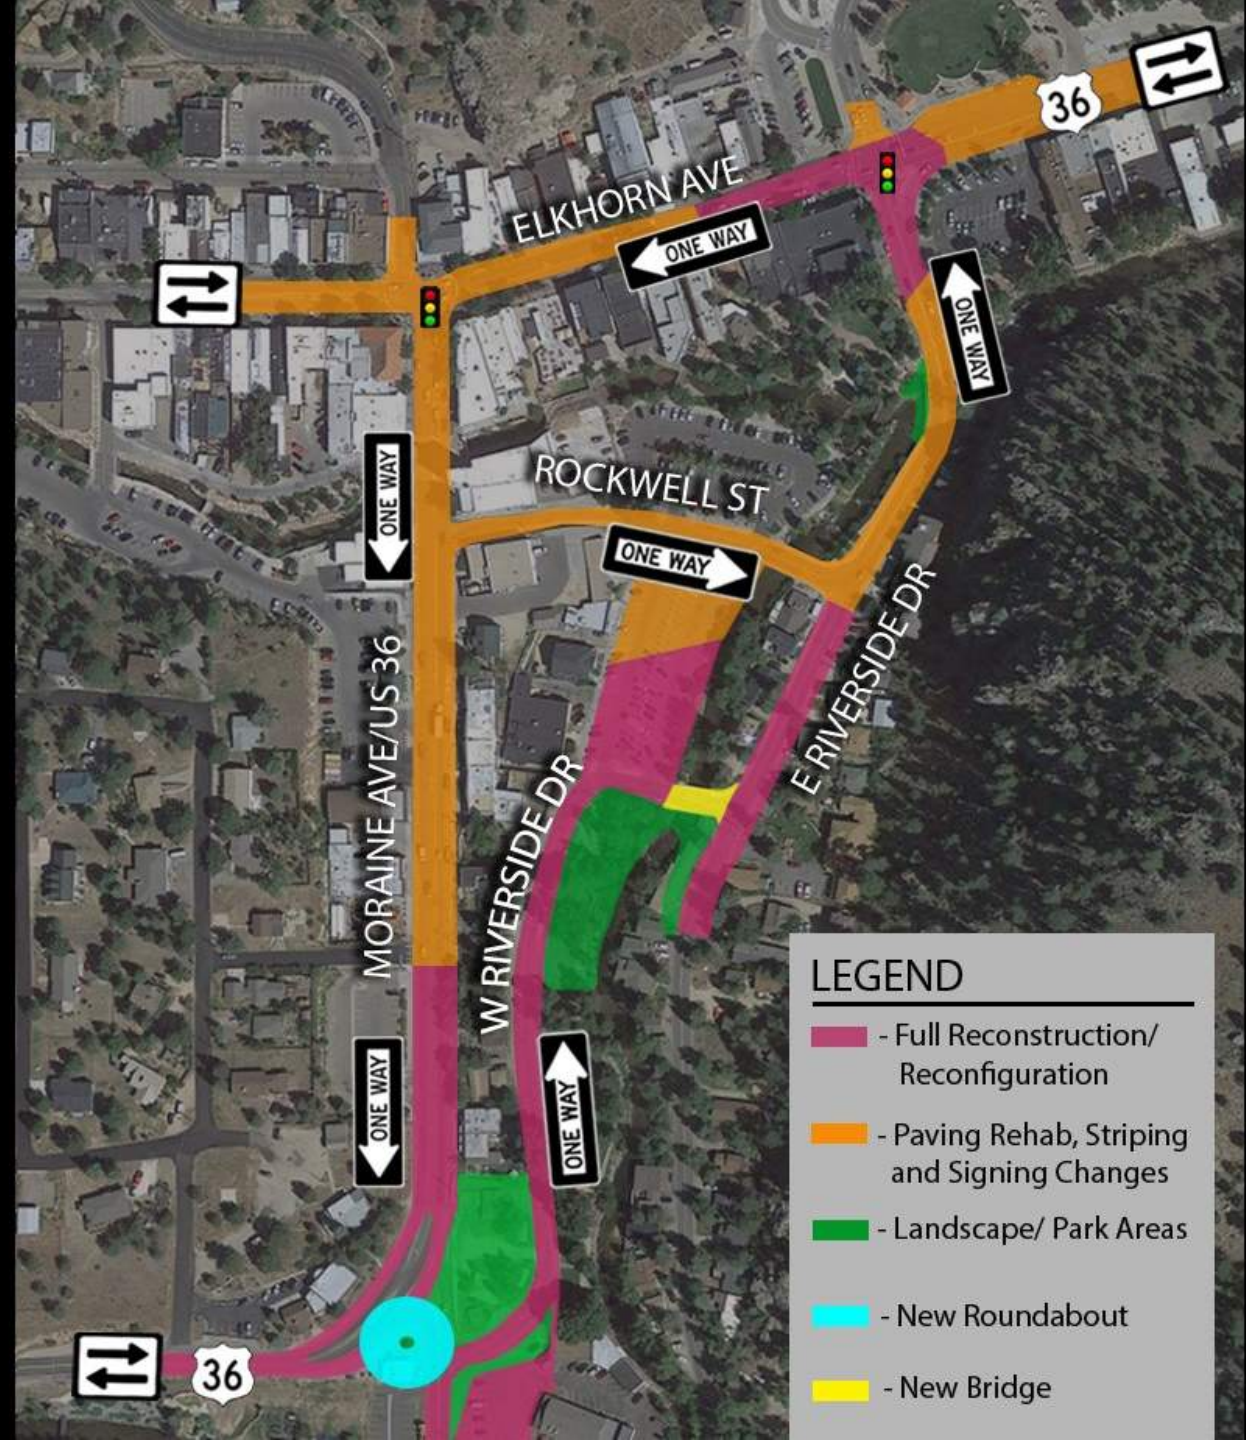 36
ELKHORN AVE
ONE WAY
ONE WAY
ROCKWELL ST
ONE WAY
ONE WAY
MORAINE AVE/US 36
W RIVERSIDE DR
E RIVERSIDE DR
ONE WAY
ONE WAY
36
LEGEND
- Full Reconstruction/
Reconfiguration
- Paving Rehab, Striping
and Signing Changes
- Landscape/ Park Areas
- New Roundabout
- New Bridge